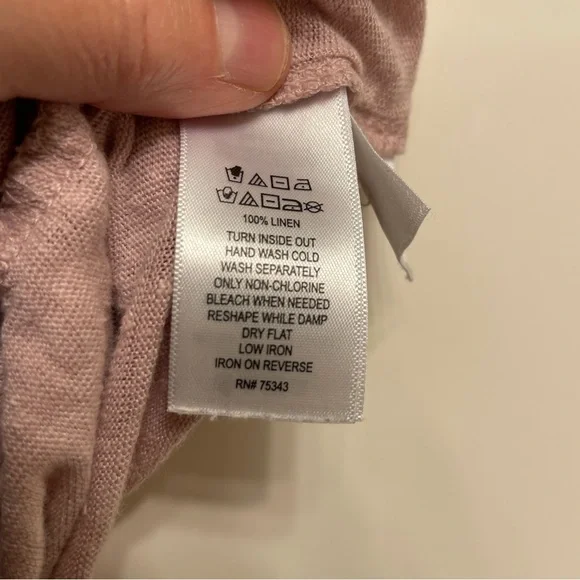 100% LINEN
TURN INSIDE OUT
HAND WASH COLD
WASH SEPARATELY
ONLY NON-CHLORINE
BLEACH WHEN NEEDED
RESHAPE WHILE DAMP
DRY FLAT
LOW IRON
IRON ON REVERSE
RN# 75343